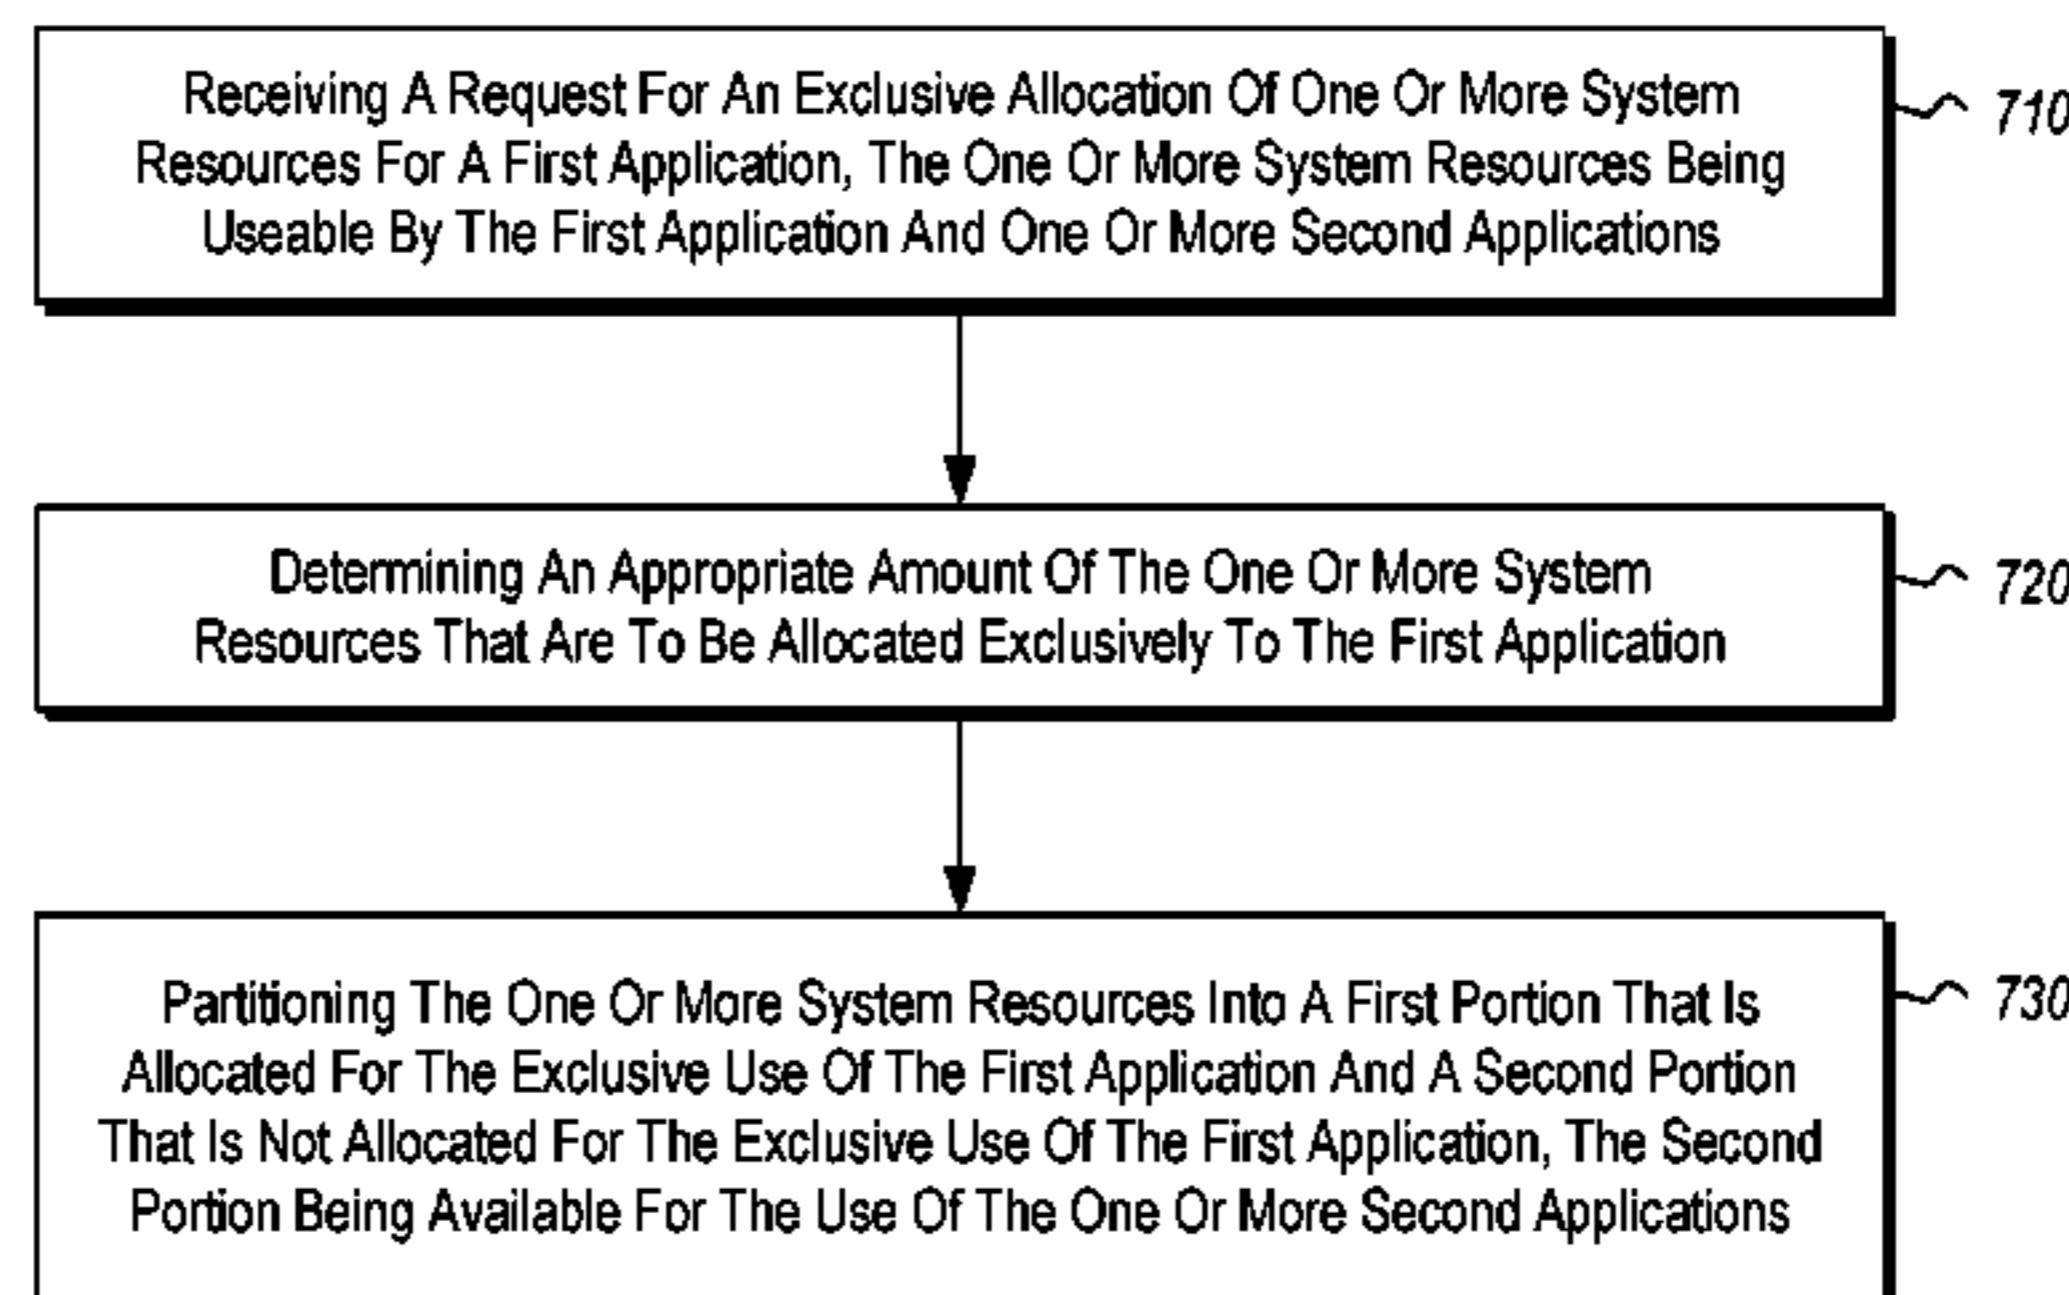 Receiving A Request For An Exclusive Allocation Of One Or More System
Resources For A First Application, The One Or More System Resources Being
Useable By The First Application And One Or More Second Applications
710
Determining An Appropriate Amount Of The One Or More System
Resources That Are To Be Allocated Exclusively To The First Application
720
Partitioning The One Or More System Resources Into A First Portion That Is
Allocated For The Exclusive Use Of The First Application And A Second Portion
That Is Not Allocated For The Exclusive Use Of The First Application, The Second
Portion Being Available For The Use Of The One Or More Second Applications
730